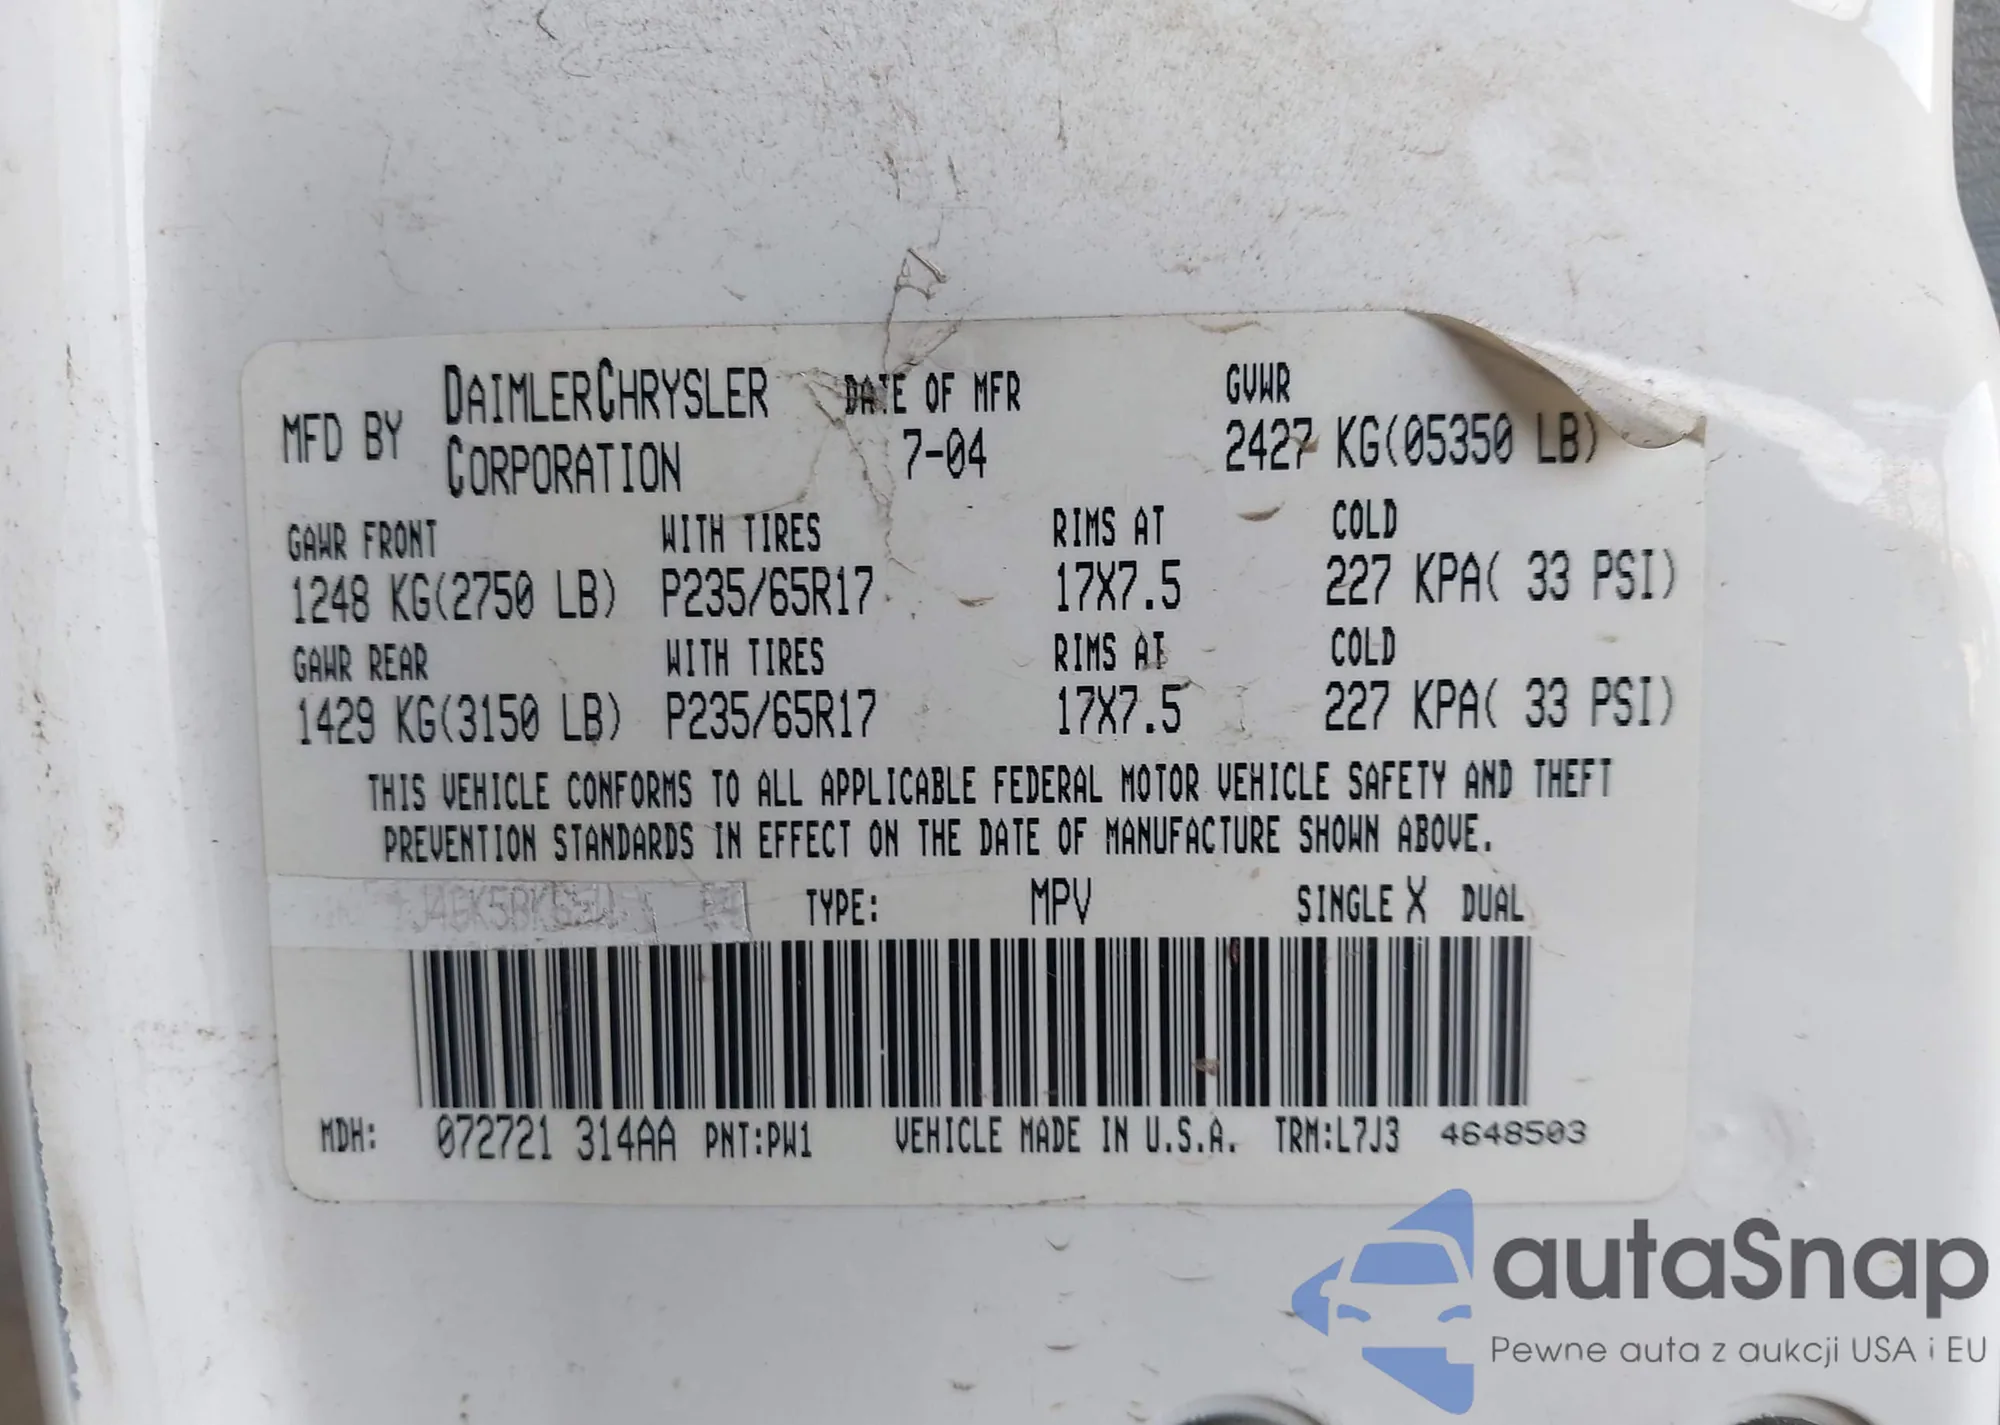 MFD BY DAIMLERCHRYSLER CORPORATION DATE OF MFR 7-04 GVWR 2427 KG(05350 LB)
GAWR FRONT WITH TIRES RIMS AT COLD
1248 KG(2750 LB) P235/65R17 17X7.5 227 KPA( 33 PSI)
GAWR REAR WITH TIRES RIMS AT COLD
1429 KG(3150 LB) P235/65R17 17X7.5 227 KPA( 33 PSI)
THIS VEHICLE CONFORMS TO ALL APPLICABLE FEDERAL MOTOR VEHICLE SAFETY AND THEFT
PREVENTION STANDARDS IN EFFECT ON THE DATE OF MANUFACTURE SHOWN ABOVE.
TYPE: MPV SINGLE X DUAL
MDH: 072721 314AA PNT:PW1 VEHICLE MADE IN U.S.A. TRM:L7J3 4648503
autaSnap
Pewne auta z aukcji USA i EU